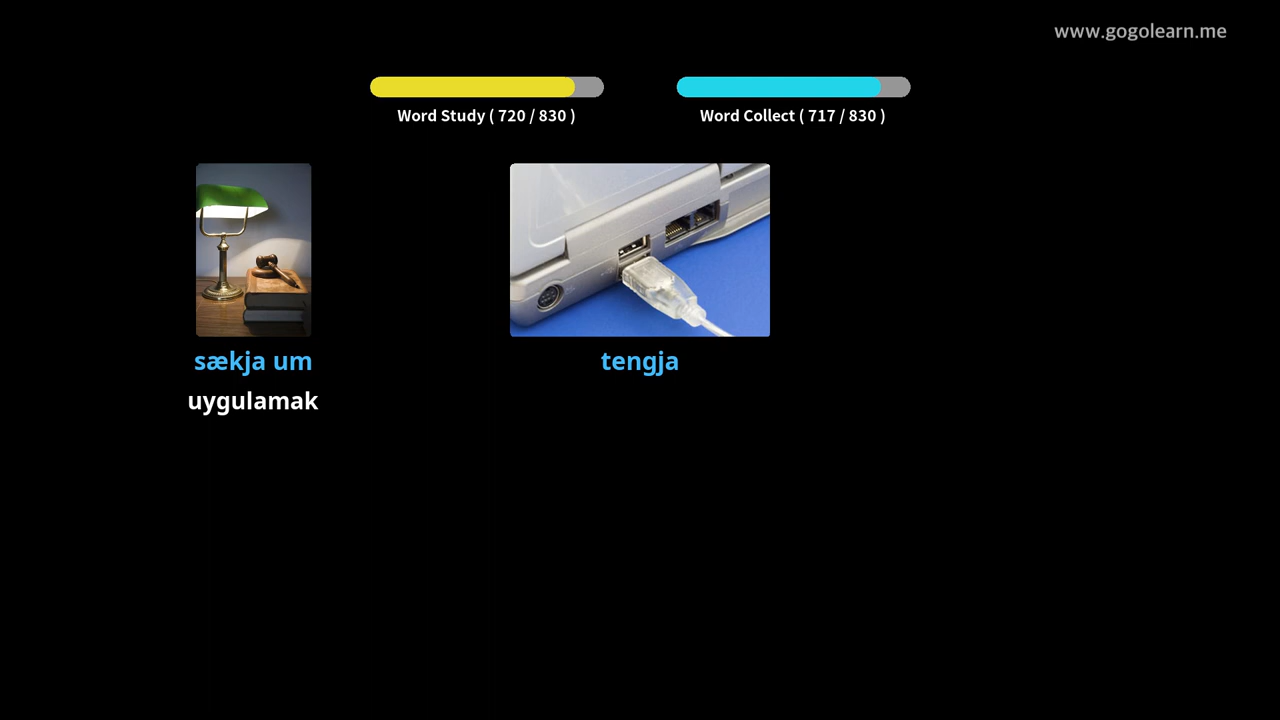 www.gogolearn.me
Word Study ( 720 / 830 )
Word Collect ( 717 / 830 )
sækja um
uygulamak
tengja